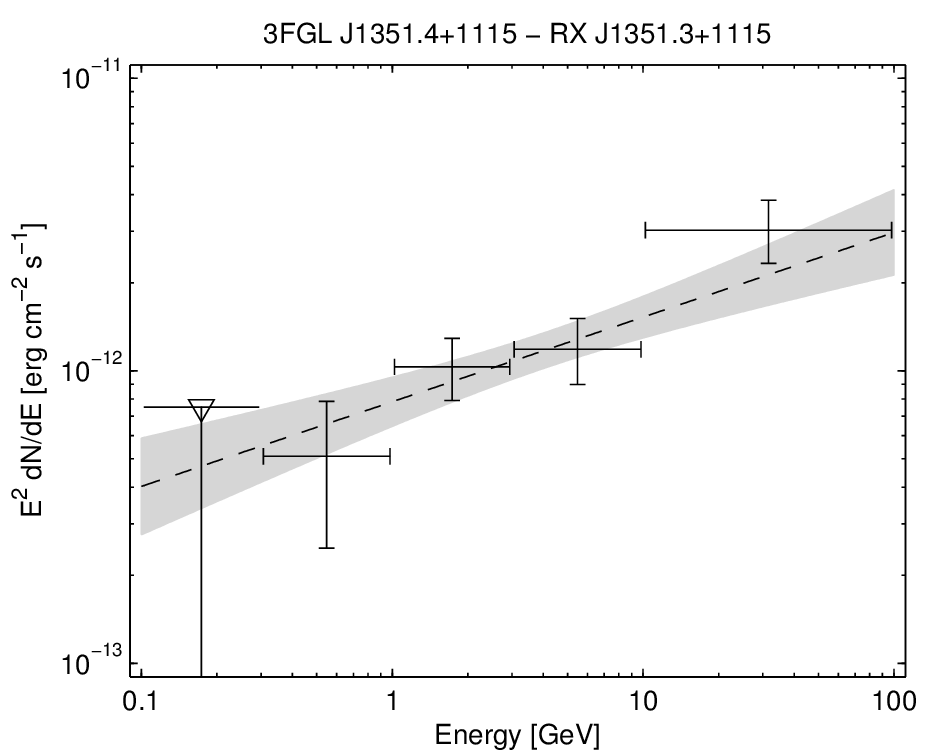 3FGL J1351.4+1115 − RX J1351.3+1115
10⁻¹¹
10⁻¹²
10⁻¹³
E² dN/dE [erg cm⁻² s⁻¹]
0.1 1 10 100
Energy [GeV]